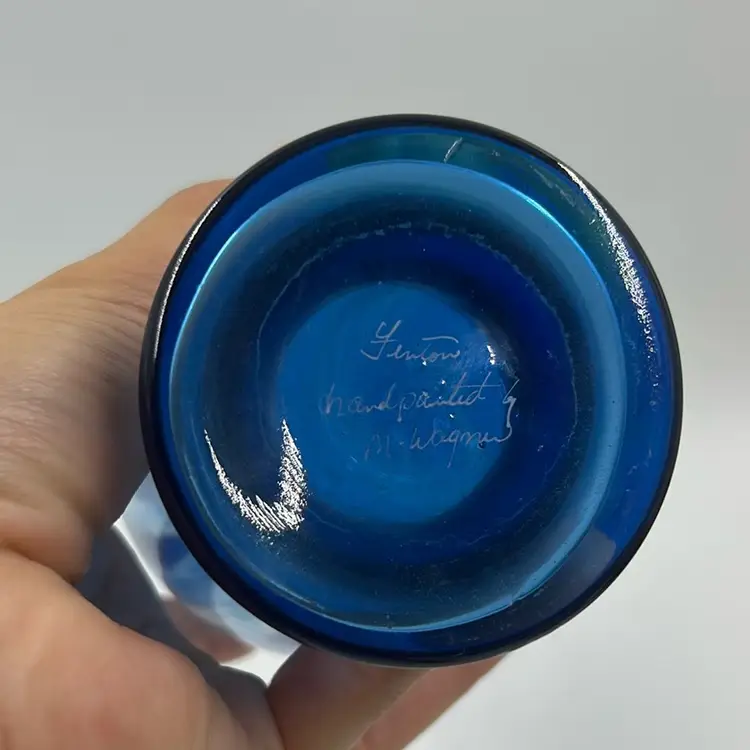 Fenton
handpainted by
M. Wagner